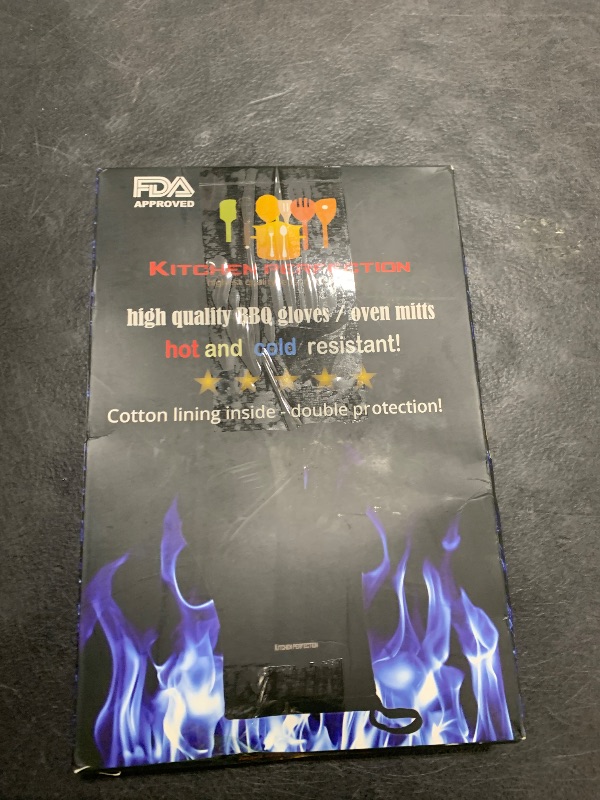 FDA
APPROVED
KITCHEN PERFECTION
high quality BBQ gloves / oven mitts
hot and cold resistant!
Cotton lining inside - double protection!
KITCHEN PERFECTION